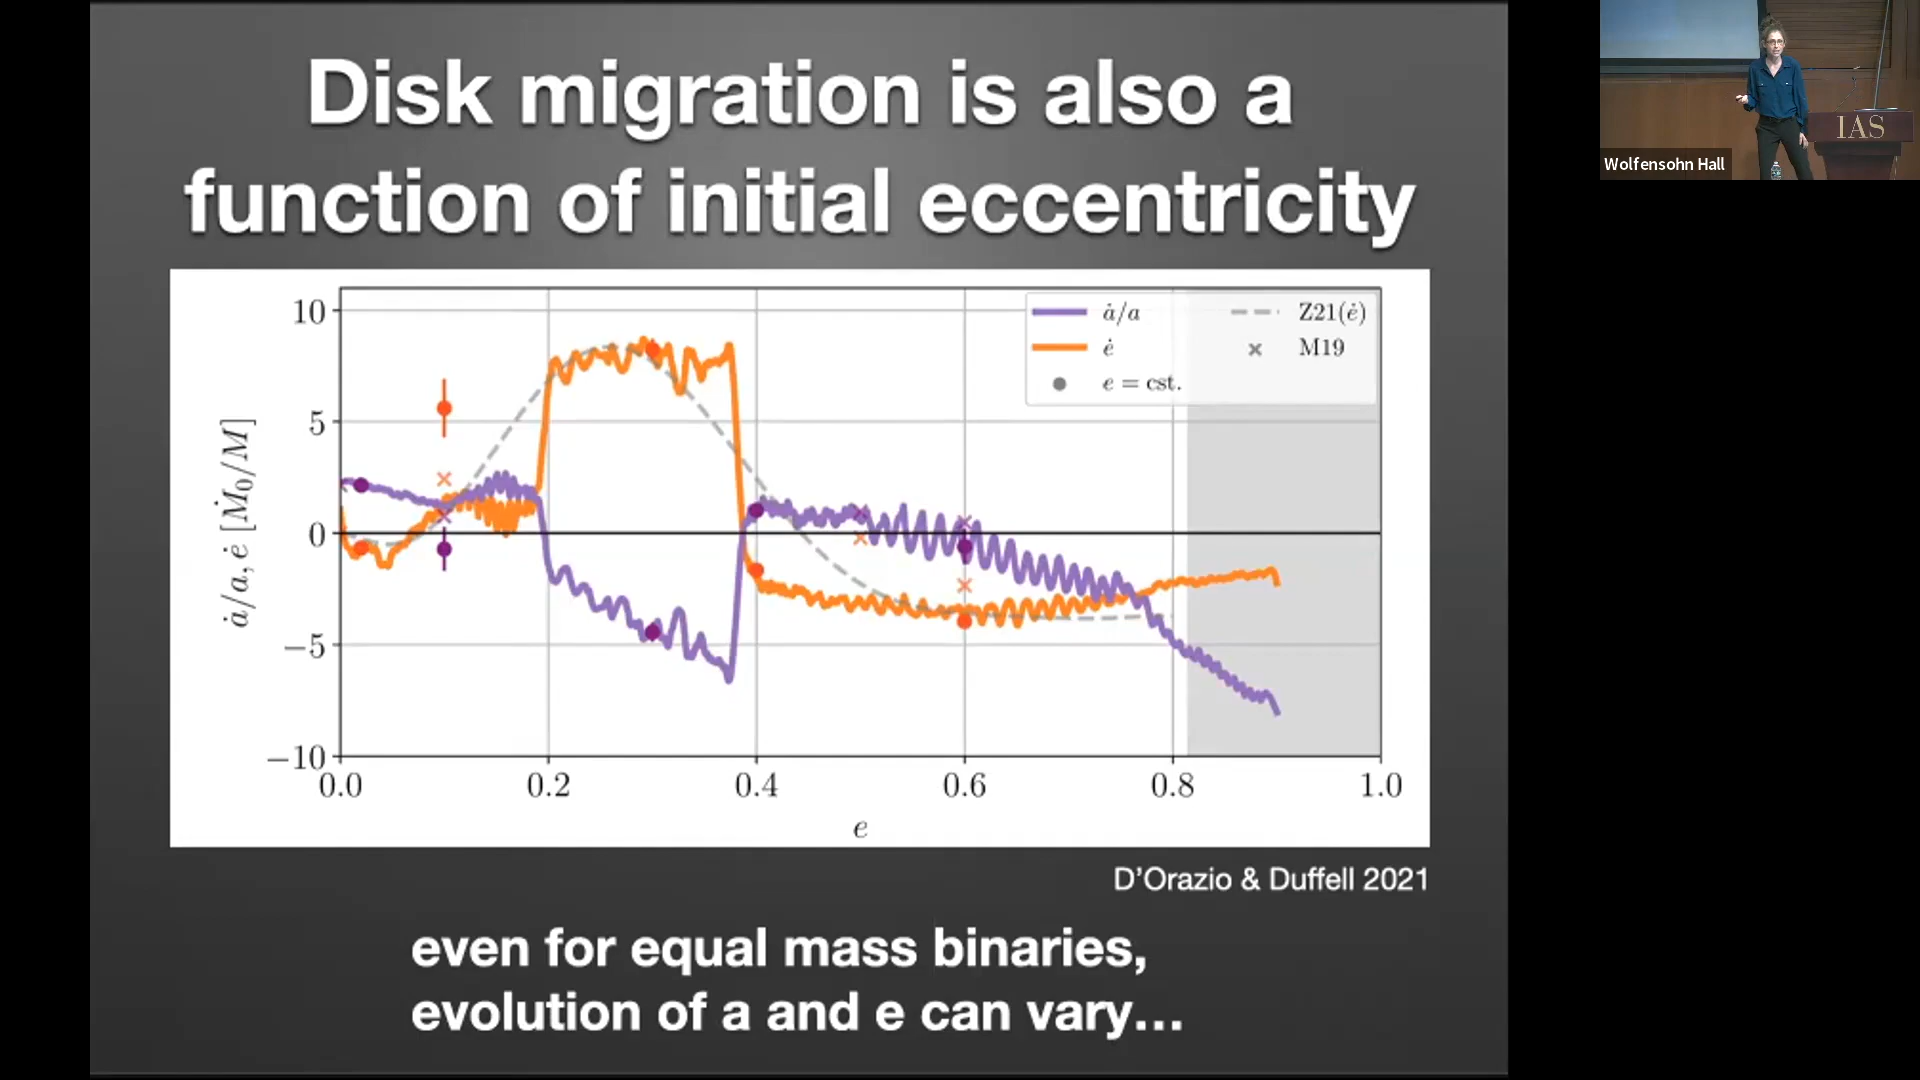 Disk migration is also a
function of initial eccentricity
10
5
0
−5
−10
ȧ/a, ė [Ṁ₀/M]
0.0 0.2 0.4 0.6 0.8 1.0
e
ȧ/a
ė
e = cst.
Z21(ė)
M19
D’Orazio & Duffell 2021
even for equal mass binaries,
evolution of a and e can vary…
IAS
Wolfensohn Hall